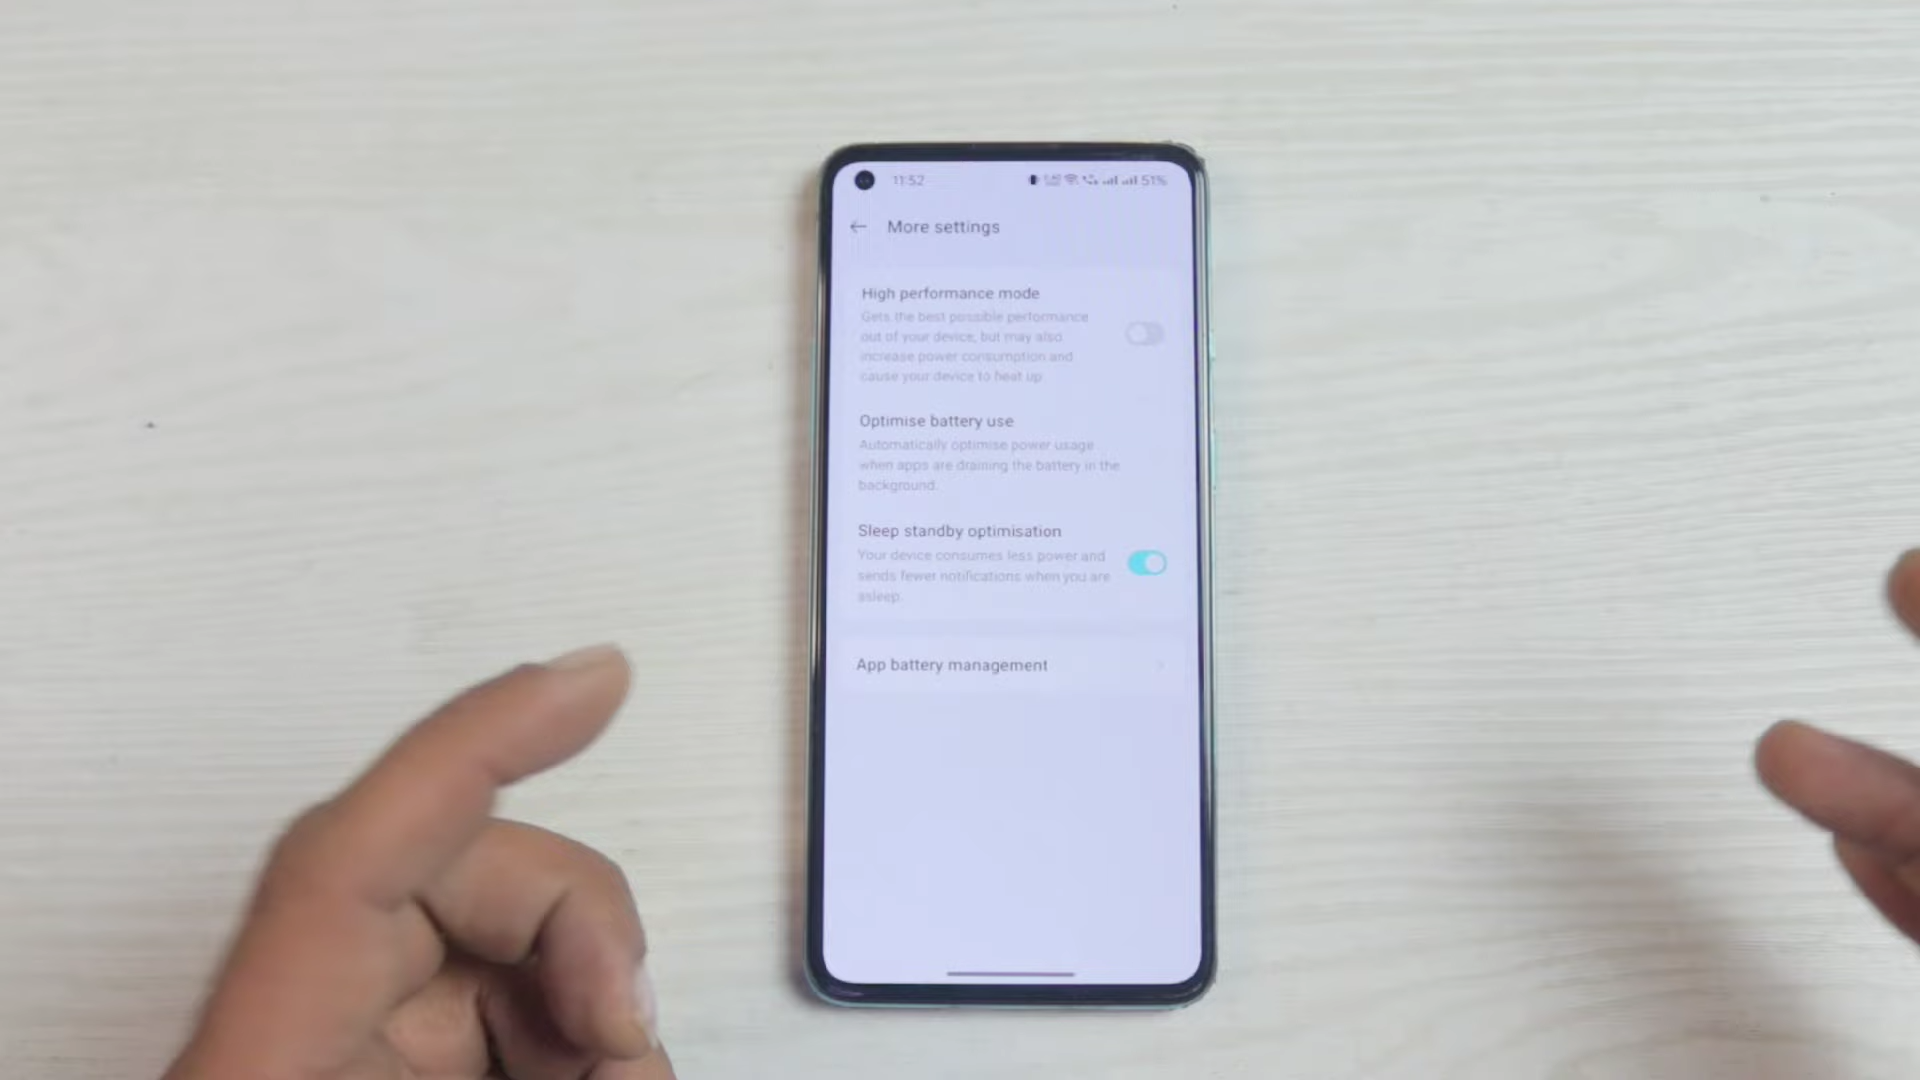 11:52
51%
More settings
High performance mode
Gets the best possible performance
out of your device, but may also
increase power consumption and
cause your device to heat up
Optimise battery use
Automatically optimise power usage
when apps are draining the battery in the
background.
Sleep standby optimisation
Your device consumes less power and
sends fewer notifications when you are
asleep.
App battery management